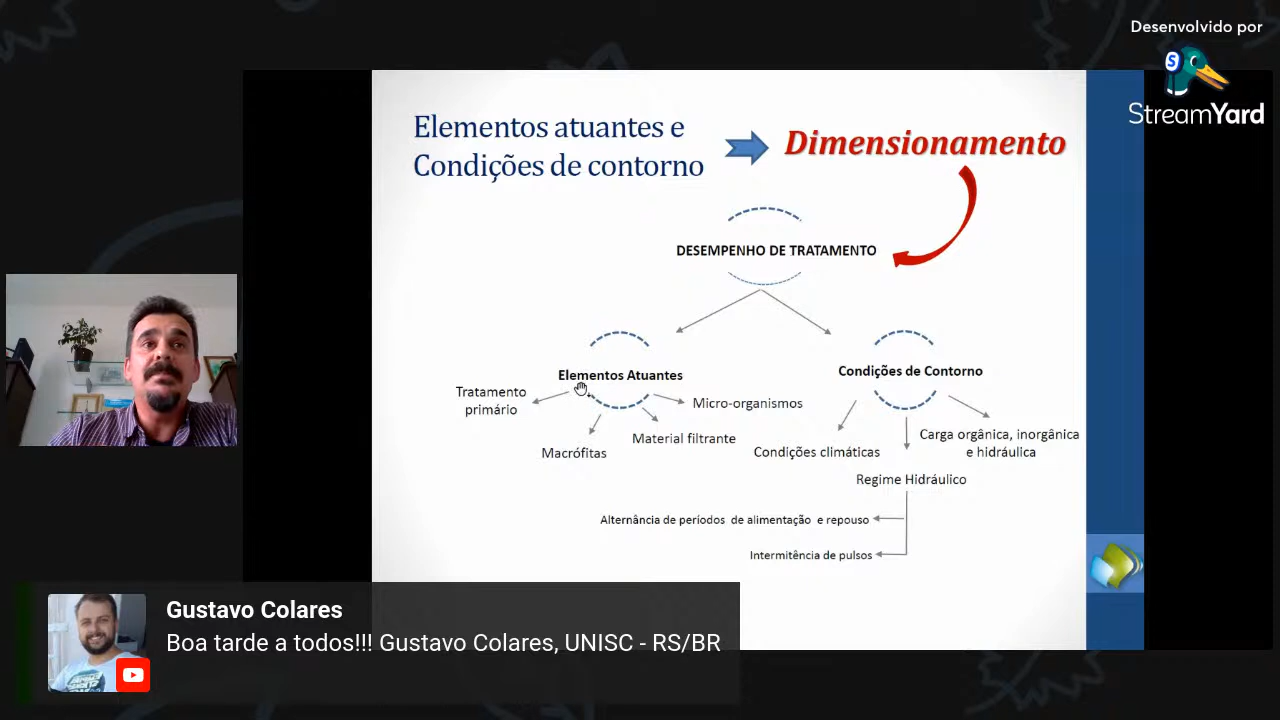 Desenvolvido por
StreamYard
Elementos atuantes e
Condições de contorno
Dimensionamento
DESEMPENHO DE TRATAMENTO
Elementos Atuantes
Condições de Contorno
Tratamento
primário
Micro-organismos
Macrófitas
Material filtrante
Condições climáticas
Carga orgânica, inorgânica
e hidráulica
Regime Hidráulico
Alternância de períodos de alimentação e repouso
Intermitência de pulsos
Gustavo Colares
Boa tarde a todos!!! Gustavo Colares, UNISC - RS/BR